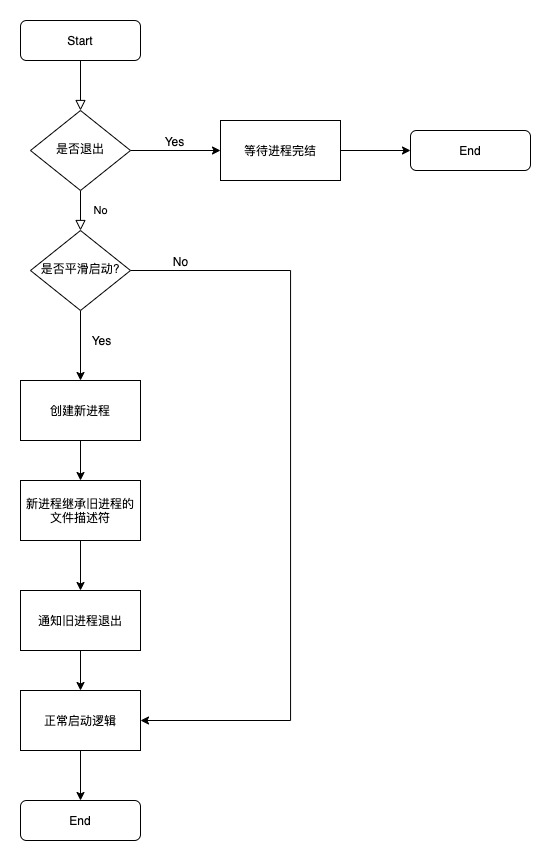 Start
是否退出
Yes
等待进程完结
End
No
是否平滑启动?
No
Yes
创建新进程
新进程继承旧进程的
文件描述符
通知旧进程退出
正常启动逻辑
End